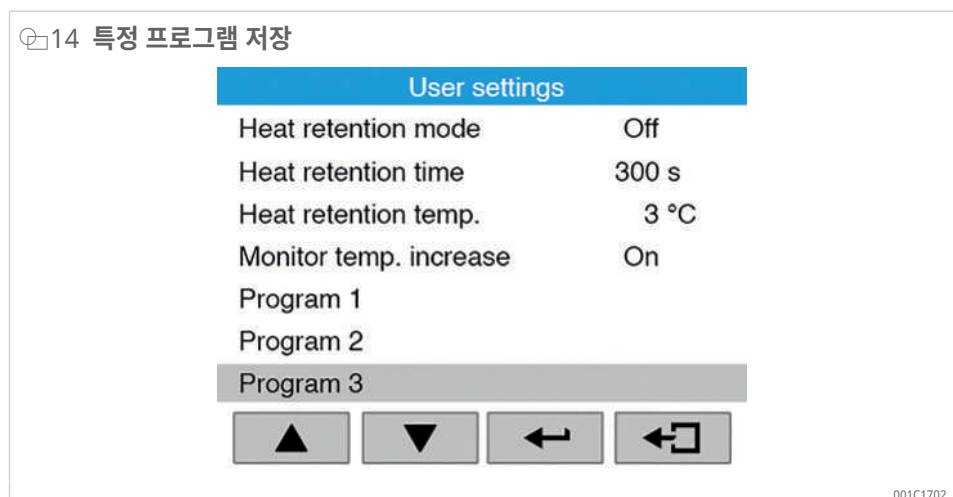 14 특정 프로그램 저장
User settings
Heat retention mode Off
Heat retention time 300 s
Heat retention temp. 3 °C
Monitor temp. increase On
Program 1
Program 2
Program 3
001C1702